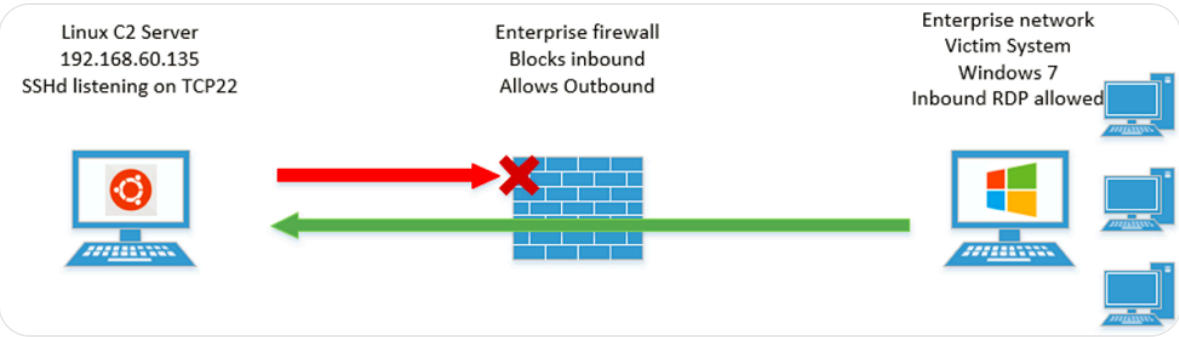 Linux C2 Server
192.168.60.135
SSHd listening on TCP22
Enterprise firewall
Blocks inbound
Allows Outbound
Enterprise network
Victim System
Windows 7
Inbound RDP allowed